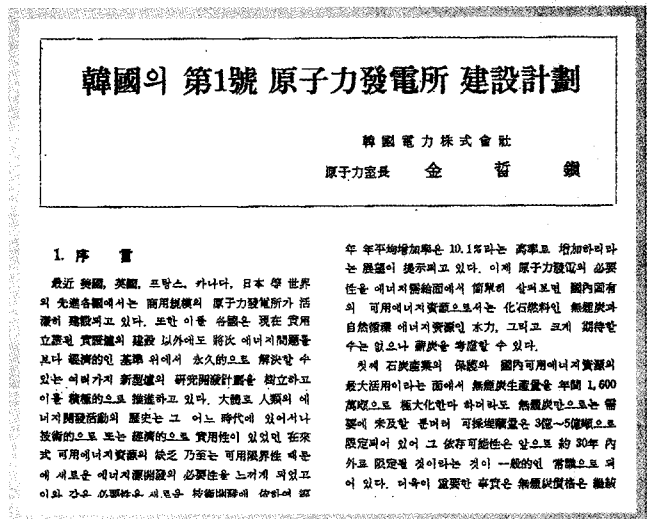 韓國의 第1號 原子力發電所 建設計劃
韓國電力株式會社
原子力室長 金 哲
1. 序 言
最近 美國, 英國, 프랑스, 카나다, 日本 等 世界
의 先進各國에서는 商用規模의 原子力發電所가 活
潑히 建設되고 있다. 또한 이들 各國은 現在 實用
立證된 實證爐의 建設 以外에도 將次 에너지問題를
보다 經濟的인 基準 위에서 永久的으로 解決할 수
있는 여러가지 新型爐의 研究開發計劃을 樹立하고
이를 積極的으로 推進하고 있다. 大體로 人類의 에
너지開發活動의 歷史는 그 어느 時代에 있어서나
技術的으로 또는 經濟的으로 實用性이 있었던 在來
式 可用에너지資源의 缺乏 乃至는 可用限界性 때문
에 새로운 에너지源開發의 必要性을 느끼게 되었고
이와 같은 必要性은 새로운 技術開發에 依하여
年 年平均增加率은 10.1%라는 高率로 增加하리라
는 展望이 提示되고 있다. 이제 原子力發電의 必要
性을 에너지需給面에서 簡單히 살펴보면 國內固有
의 可用에너지資源으로서는 化石燃料인 無煙炭과
自然循環 에너지資源인 水力, 그리고 크게 期待할
수는 없으나 薪炭을 考慮할 수 있다.
첫째 石炭産業의 保護와 國內可用에너지資源의
最大活用이라는 面에서 無煙炭生産量을 年間 1,600
萬噸으로 極大化한다 하더라도 無煙炭만으로는 需
要에 未及할 뿐더러 可採埋藏量은 3億~5億噸으로
限定되어 있어 그 依存可能性은 앞으로 約 30年 內
外로 限定될 것이라는 것이 一般的인 常識으로 되
어 있다. 더욱이 重要한 事實은 無煙炭價格은 繼續